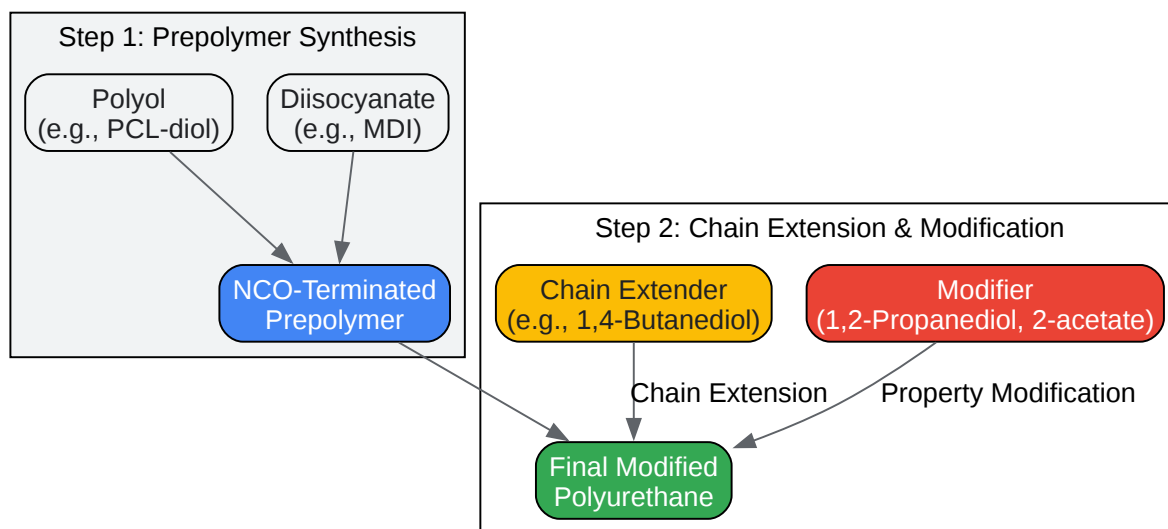 Step 1: Prepolymer Synthesis
Polyol
(e.g., PCL-diol)
Diisocyanate
(e.g., MDI)
NCO-Terminated
Prepolymer
Step 2: Chain Extension & Modification
Chain Extender
(e.g., 1,4-Butanediol)
Modifier
(1,2-Propanediol, 2-acetate)
Chain Extension
Property Modification
Final Modified
Polyurethane